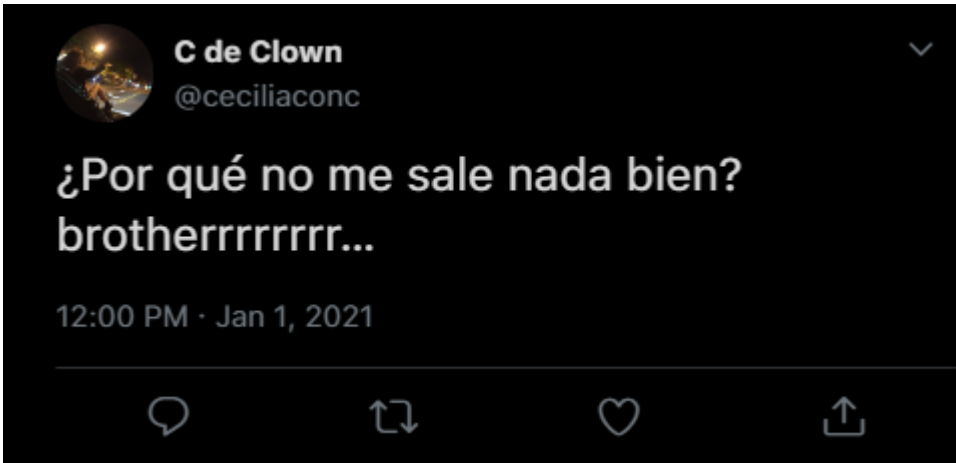 C de Clown
@ceciliaconc
¿Por qué no me sale nada bien?
brotherrrrrrrr...
12:00 PM · Jan 1, 2021